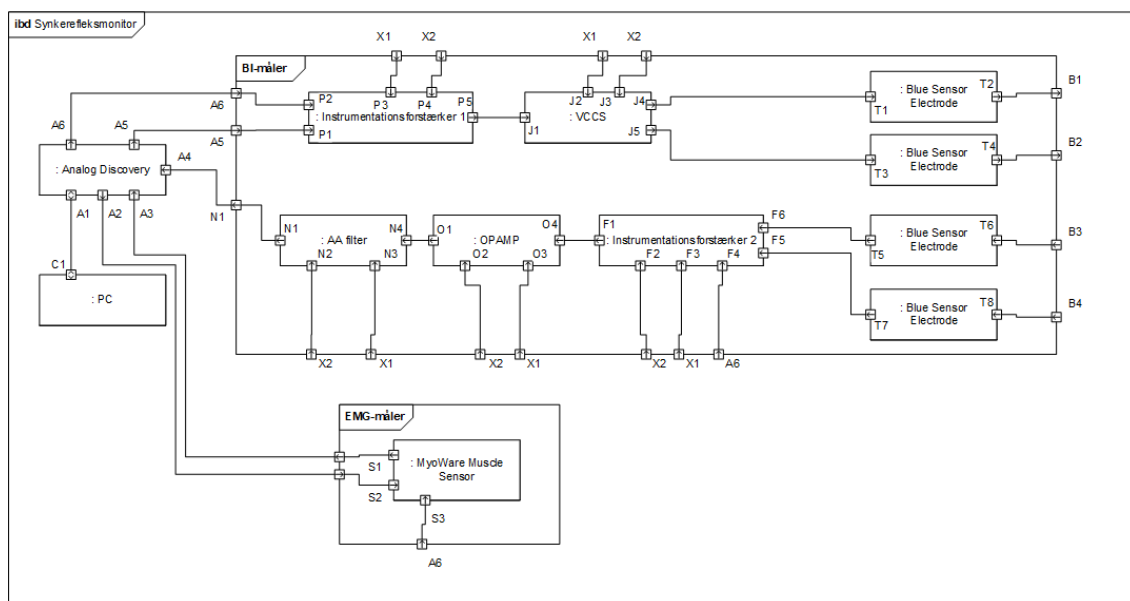 ibd Synkerefleksmonitor
X1
X2
X1
X2
BI-måler
B1
A6
P2
P3
P4
P5
: Instrumentationsforstærker 1
P1
J2
J3
J4
: VCCS
J1
J5
: Blue Sensor
Electrode
T1
T2
A6
A5
A5
A4
: Analog Discovery
A1
A2
A3
: Blue Sensor
Electrode
T3
T4
B2
N1
N1
: AA filter
N4
N2
N3
O1
: OPAMP
O4
O2
O3
F1
: Instrumentationsforstærker 2
F2
F3
F4
F6
F5
: Blue Sensor
Electrode
T5
T6
B3
C1
: PC
: Blue Sensor
Electrode
T7
T8
B4
X2
X1
X2
X1
X2
X1
A6
EMG-måler
S1
: MyoWare Muscle
Sensor
S2
S3
A6